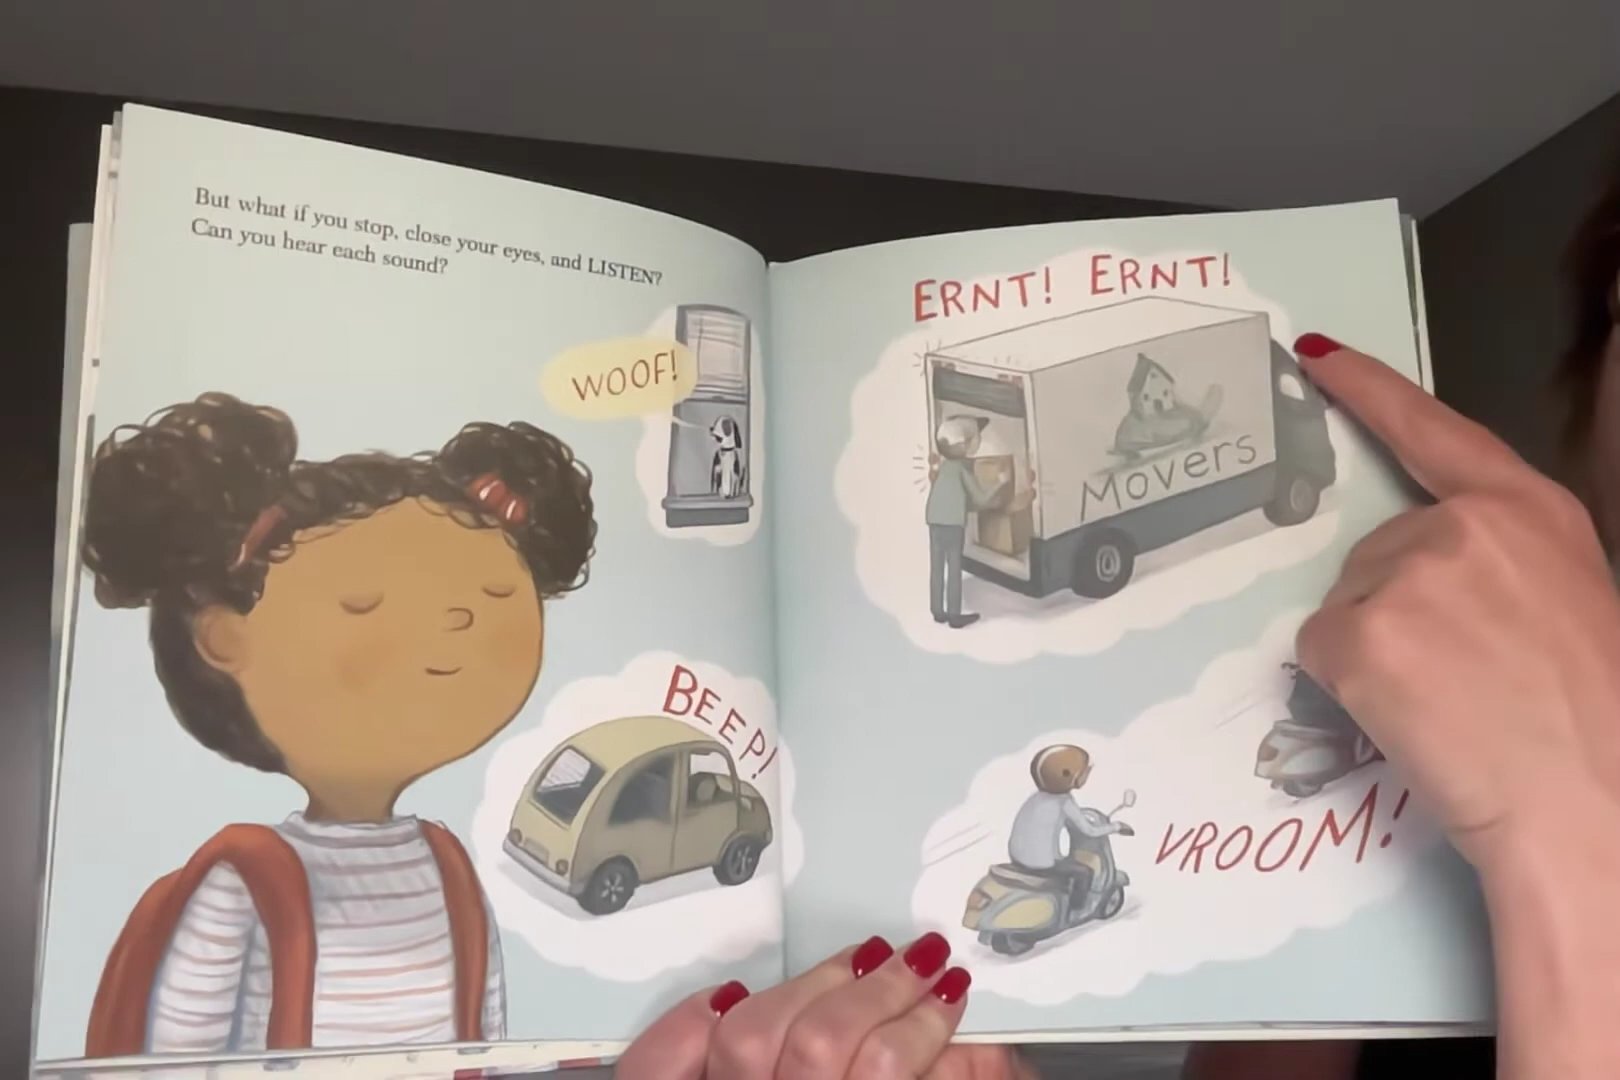 But what if you stop, close your eyes, and LISTEN?
Can you hear each sound?
WOOF!
BEEP!
ERNT! ERNT!
Movers
VROOM!